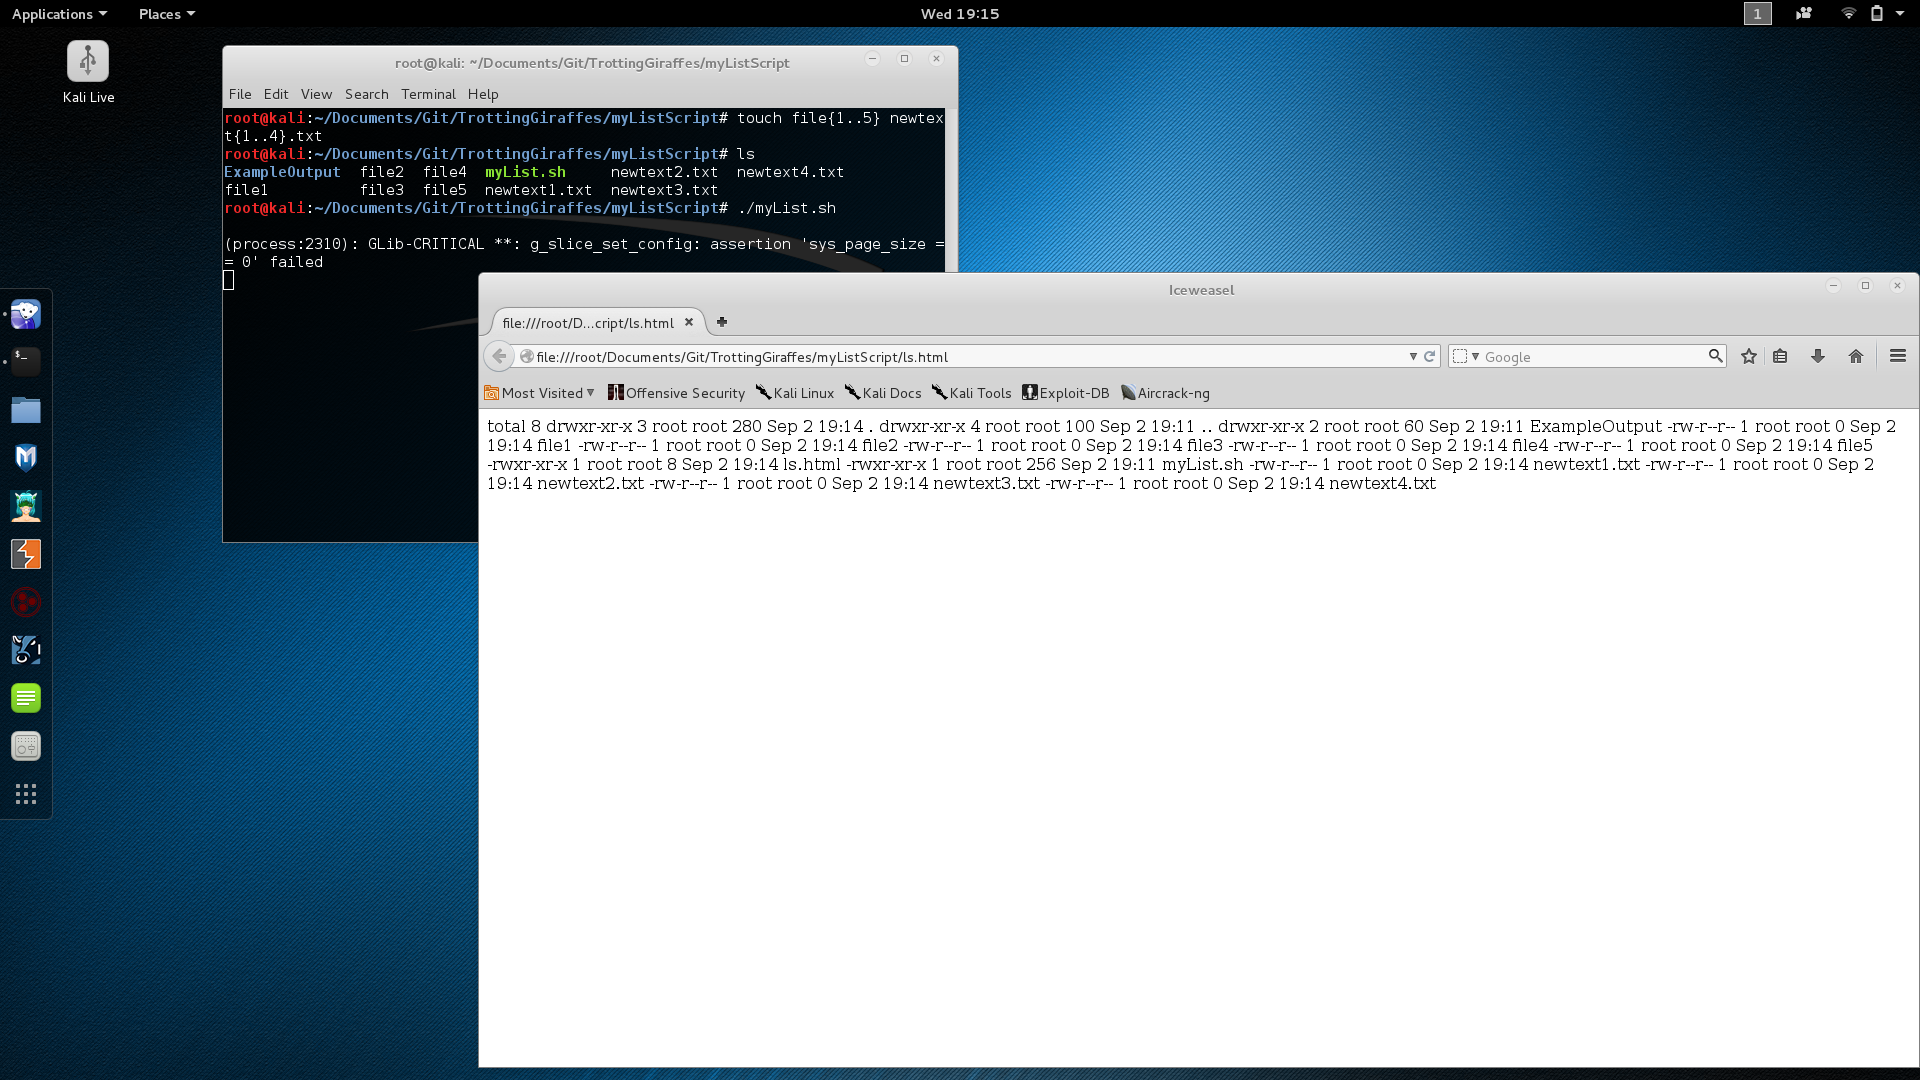 Applications Places Wed 19:15 1
Kali Live
root@kali: ~/Documents/Git/TrottingGiraffes/myListScript
File Edit View Search Terminal Help
root@kali:~/Documents/Git/TrottingGiraffes/myListScript# touch file{1..5} newtex
t{1..4}.txt
root@kali:~/Documents/Git/TrottingGiraffes/myListScript# ls
ExampleOutput file2 file4 myList.sh newtext2.txt newtext4.txt
file1 file3 file5 newtext1.txt newtext3.txt
root@kali:~/Documents/Git/TrottingGiraffes/myListScript# ./myList.sh
(process:2310): GLib-CRITICAL **: g_slice_set_config: assertion 'sys_page_size =
= 0' failed
Iceweasel
file:///root/D...cript/ls.html
file:///root/Documents/Git/TrottingGiraffes/myListScript/ls.html Google
Most Visited Offensive Security Kali Linux Kali Docs Kali Tools Exploit-DB Aircrack-ng
total 8 drwxr-xr-x 3 root root 280 Sep 2 19:14 . drwxr-xr-x 4 root root 100 Sep 2 19:11 .. drwxr-xr-x 2 root root 60 Sep 2 19:11 ExampleOutput -rw-r--r-- 1 root root 0 Sep 2
19:14 file1 -rw-r--r-- 1 root root 0 Sep 2 19:14 file2 -rw-r--r-- 1 root root 0 Sep 2 19:14 file3 -rw-r--r-- 1 root root 0 Sep 2 19:14 file4 -rw-r--r-- 1 root root 0 Sep 2 19:14 file5
-rwxr-xr-x 1 root root 8 Sep 2 19:14 ls.html -rwxr-xr-x 1 root root 256 Sep 2 19:11 myList.sh -rw-r--r-- 1 root root 0 Sep 2 19:14 newtext1.txt -rw-r--r-- 1 root root 0 Sep 2
19:14 newtext2.txt -rw-r--r-- 1 root root 0 Sep 2 19:14 newtext3.txt -rw-r--r-- 1 root root 0 Sep 2 19:14 newtext4.txt